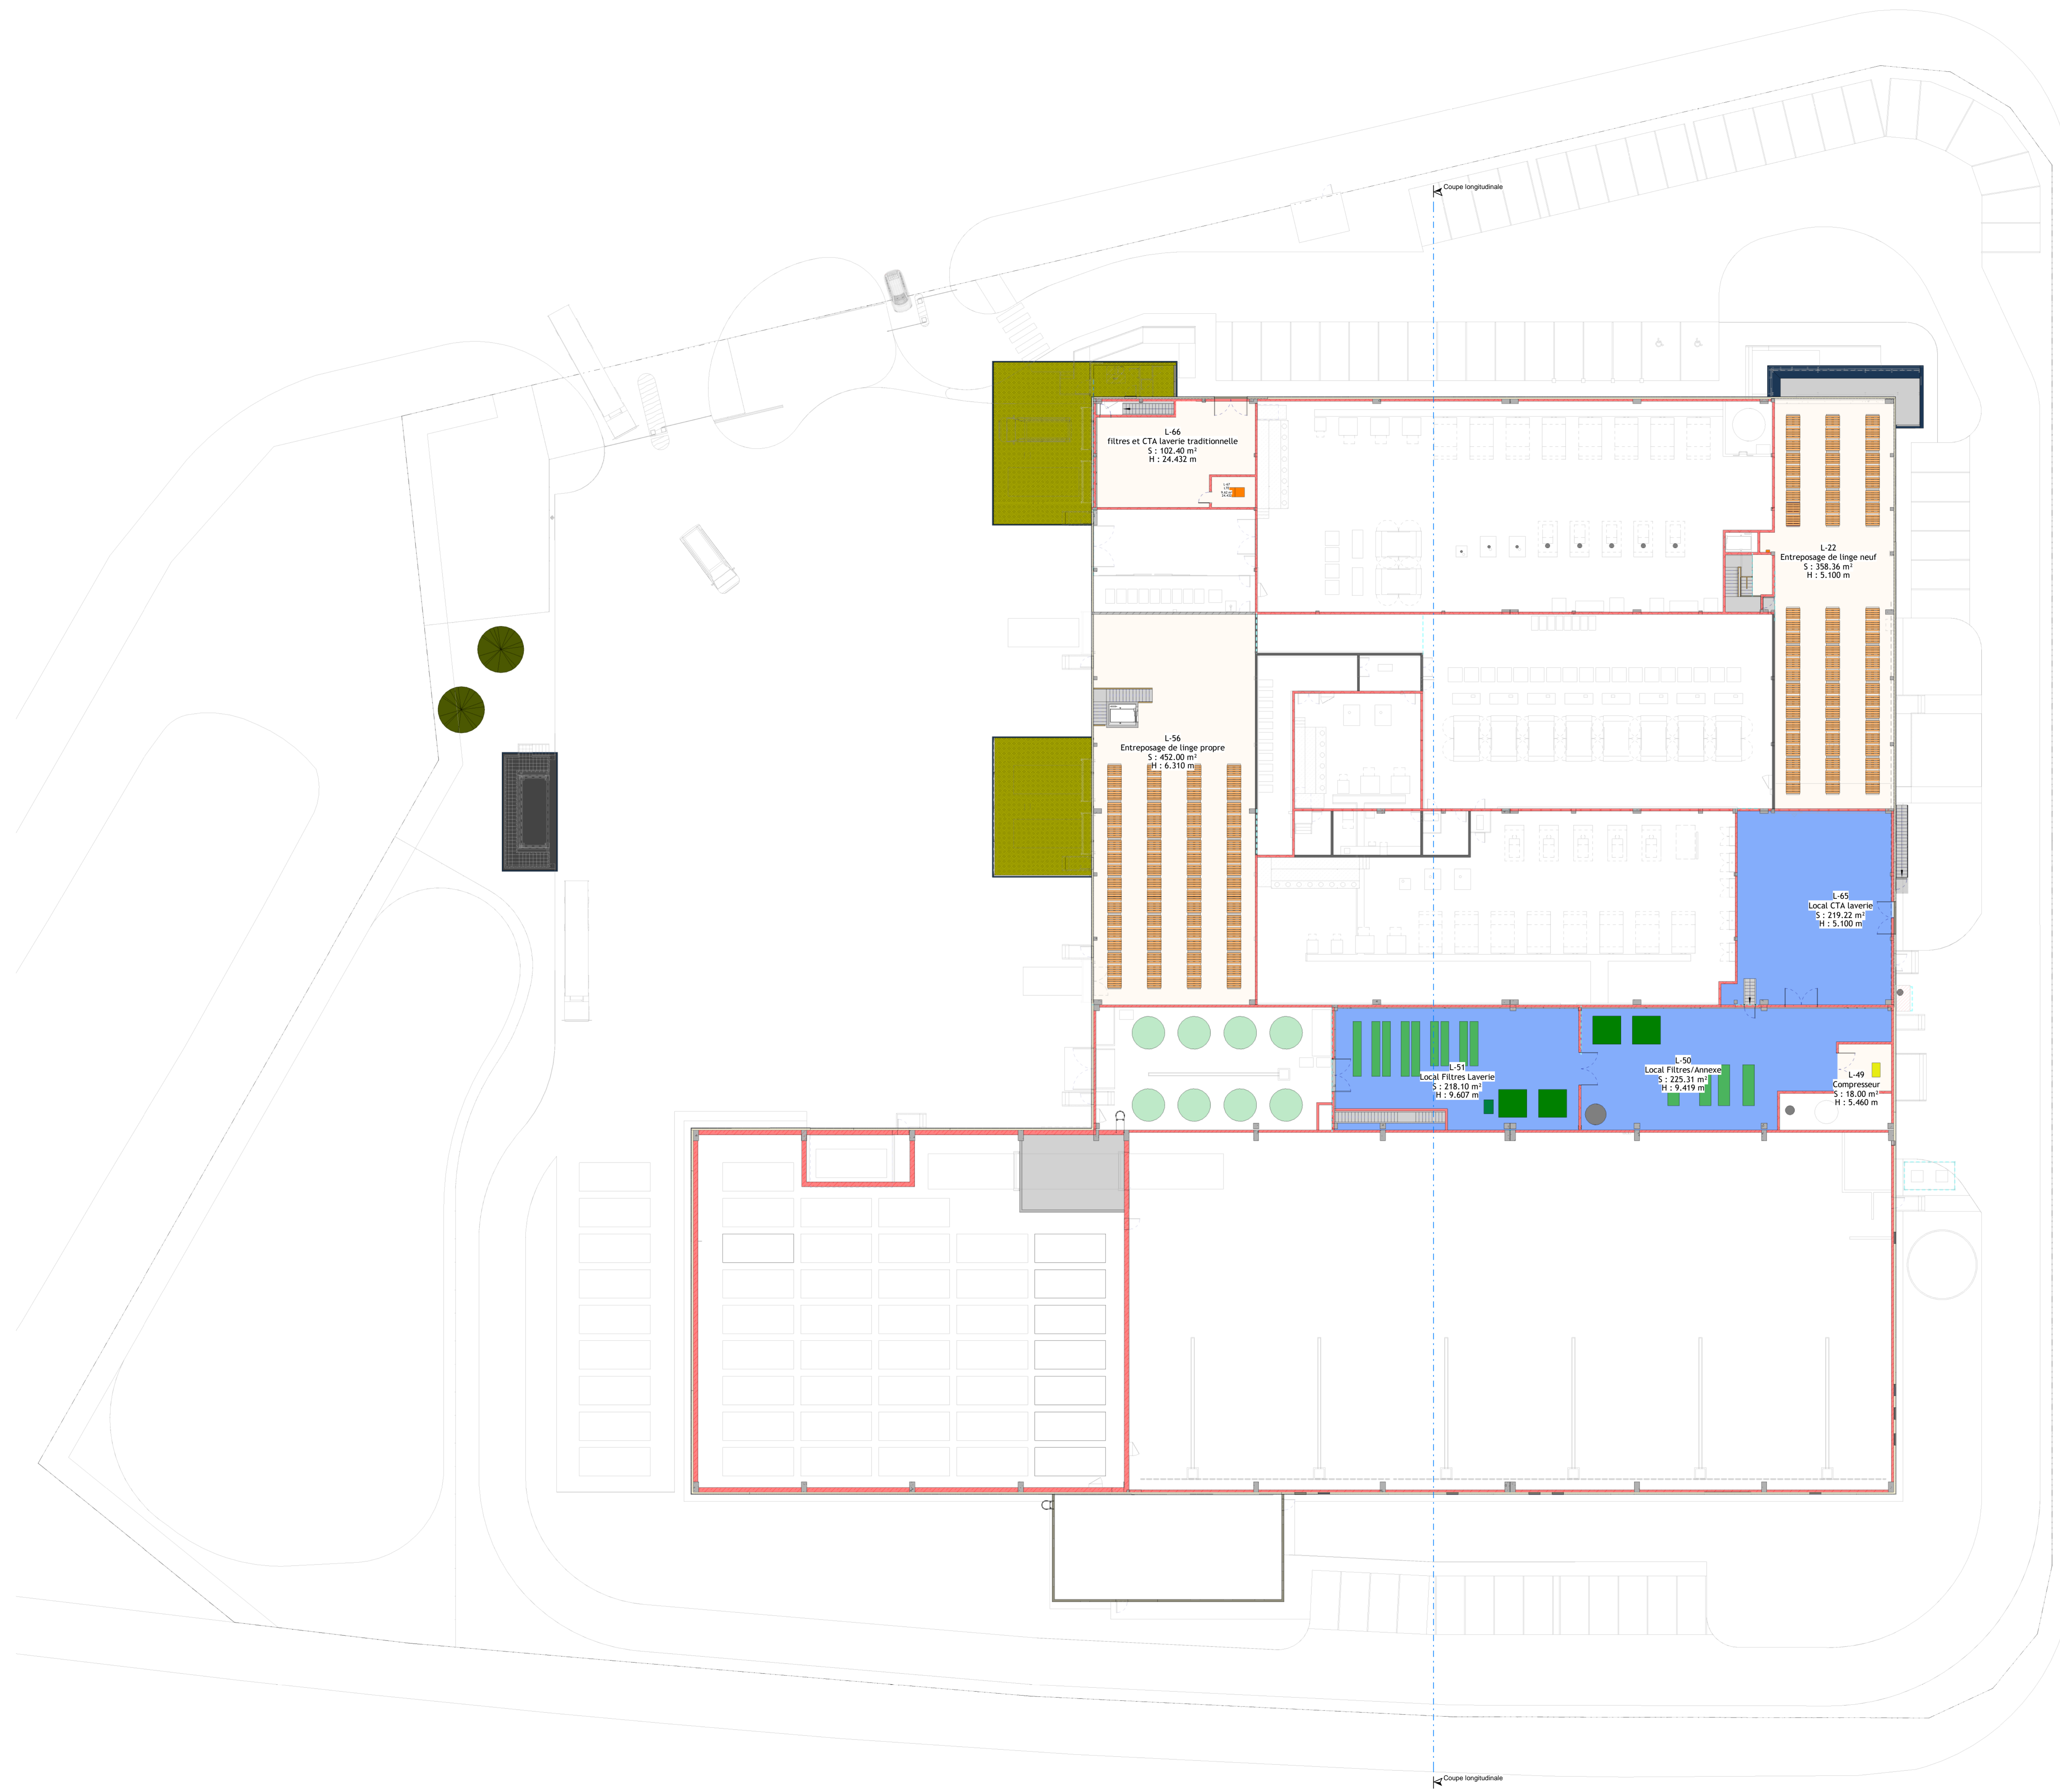 Coupe longitudinale
L-66
filtres et CTA laverie traditionnelle
S : 102.40 m²
H : 24.432 m
L-22
Entreposage de linge neuf
S : 358.36 m²
H : 5.100 m
L-56
Entreposage de linge propre
S : 452.00 m²
H : 6.310 m
L-65
Local CTA laverie
S : 219.22 m²
H : 5.100 m
L-51
Local Filtres Laverie
S : 218.10 m²
H : 9.607 m
L-50
Local Filtres/Annexe
S : 225.31 m²
H : 9.419 m
L-49
Compresseur
S : 18.00 m²
H : 5.460 m
Coupe longitudinale